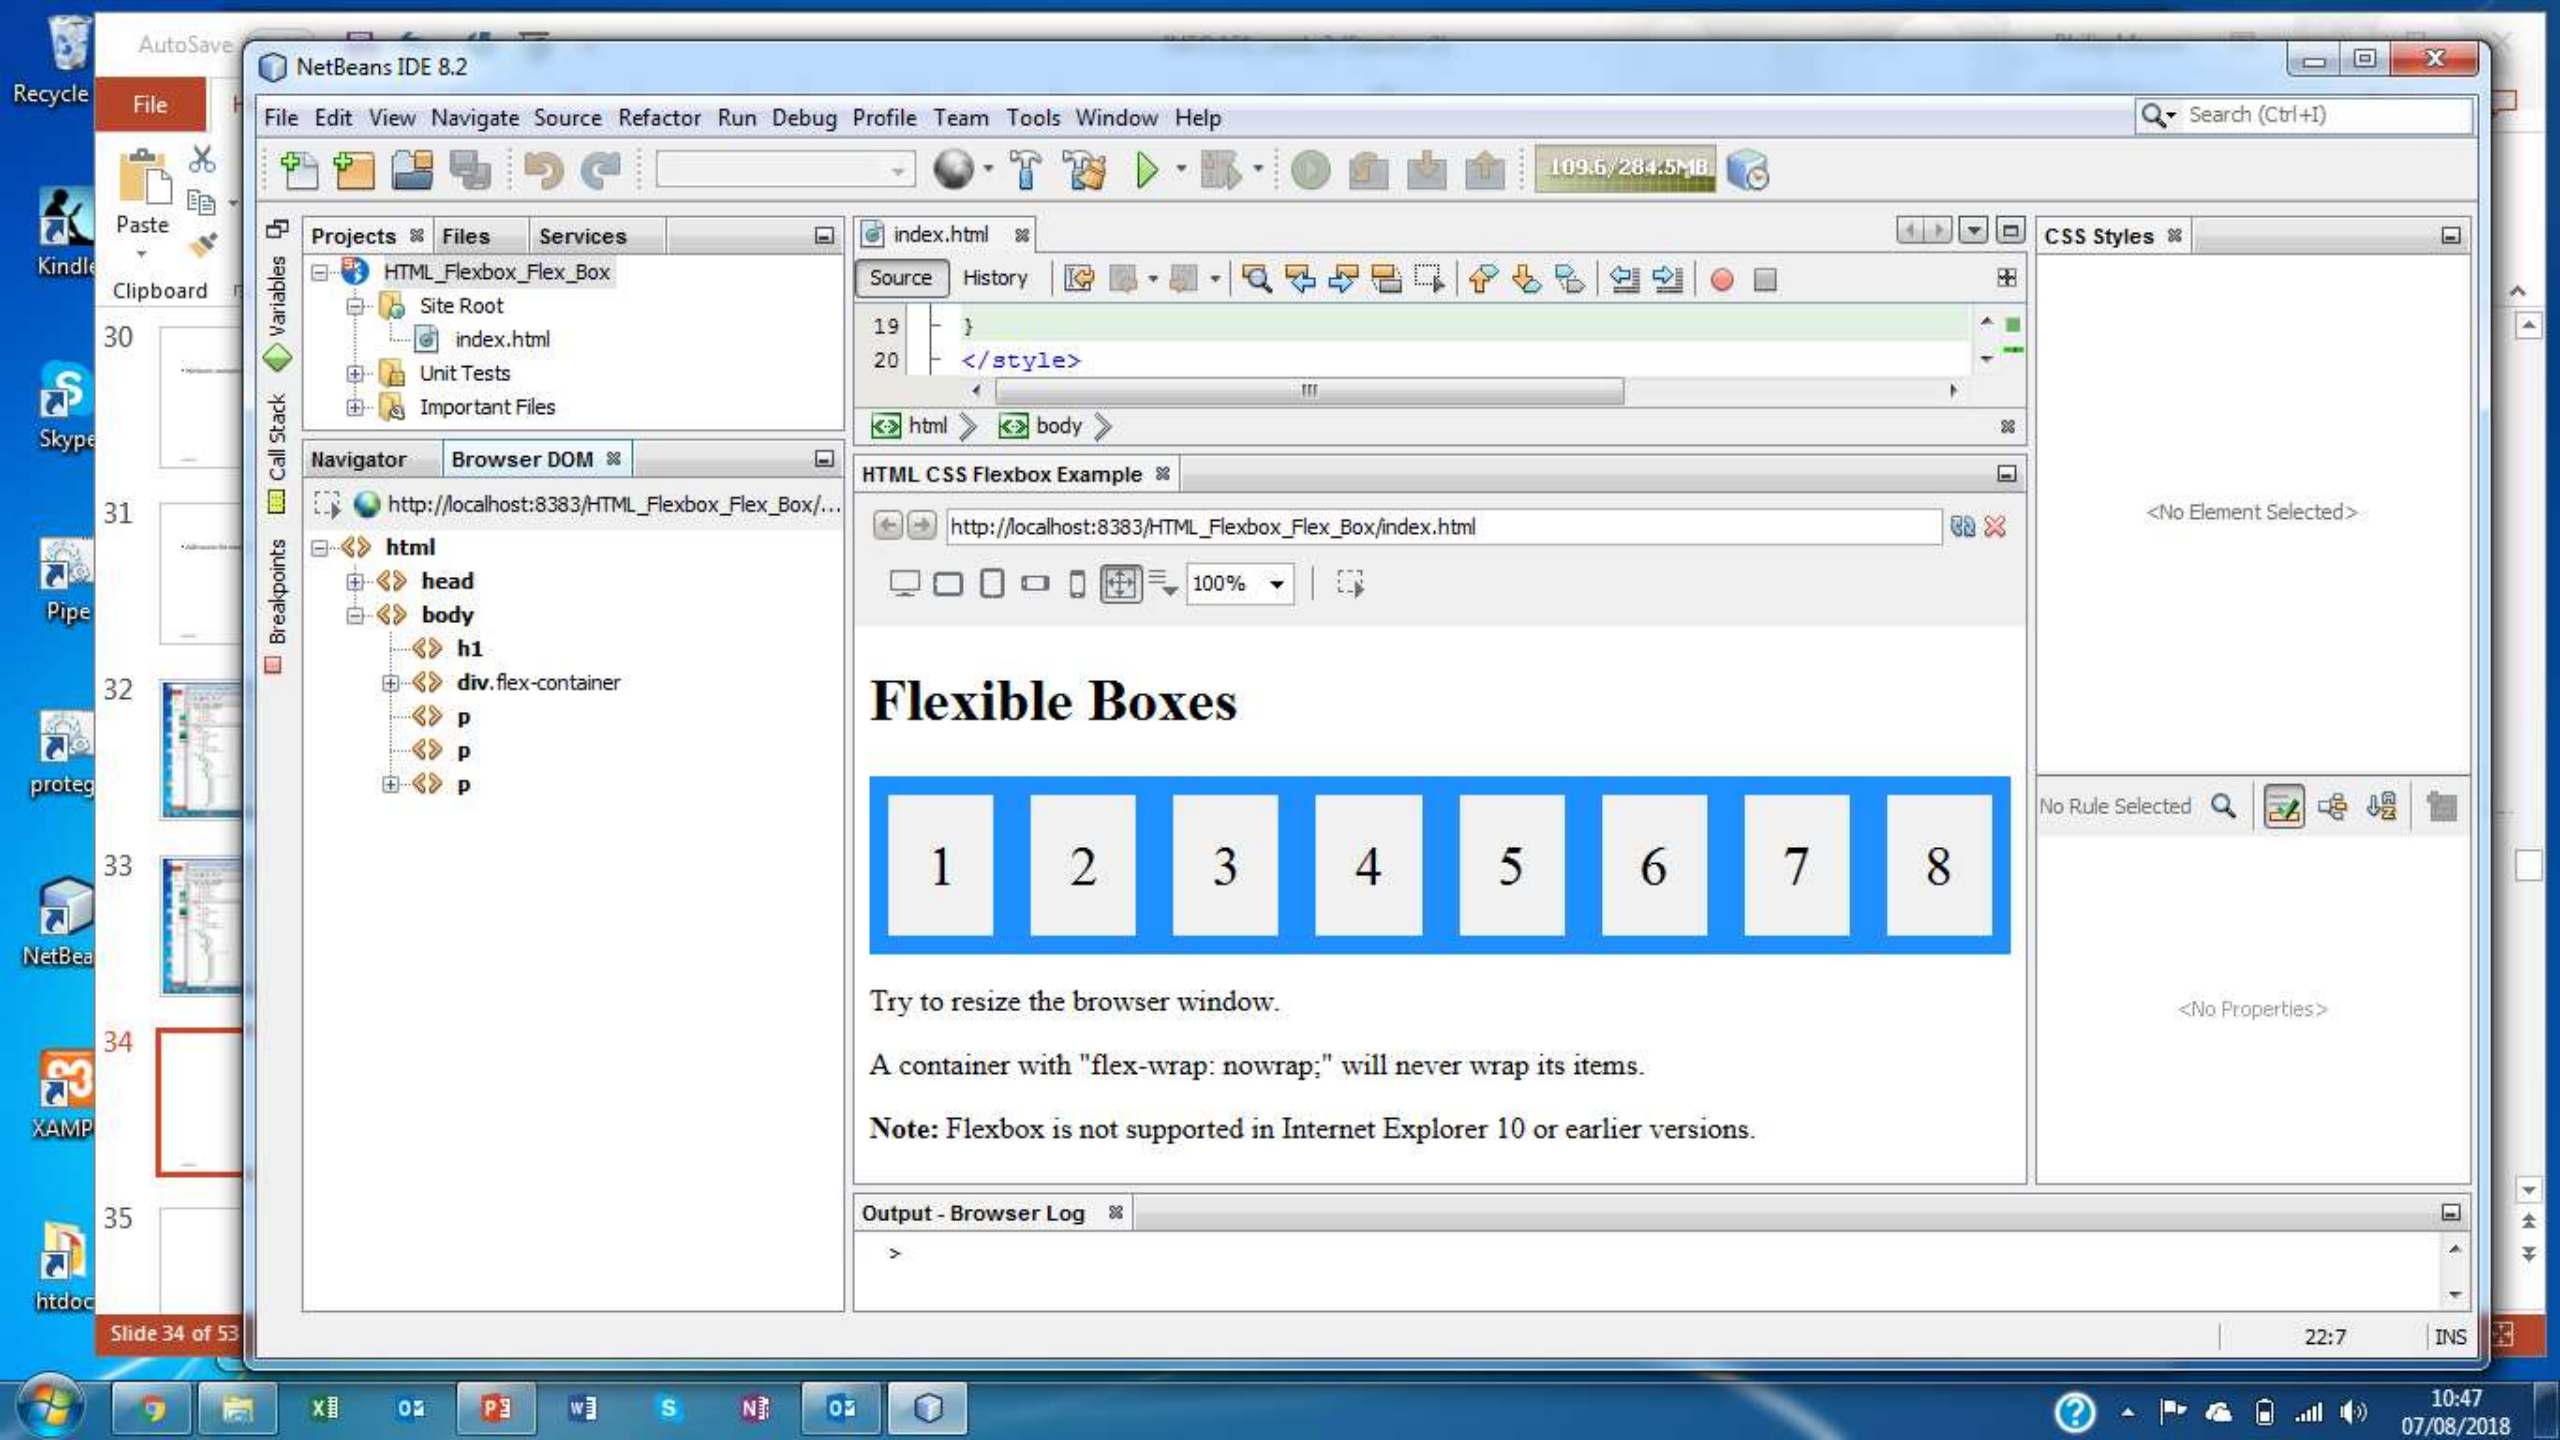 Recycle
Kindle
Skype
Pipe
NetBea
XAMP
htdoc
AutoSave
File
Paste
Clipboard
30
31
32
33
34
35
Slide 34 of 53
NetBeans IDE 8.2
File Edit View Navigate Source Refactor Run Debug Profile Team Tools Window Help
Search (Ctrl+I)
109.6/284.5MB
Variables
Call Stack
Breakpoints
Projects Files Services
HTML_Flexbox_Flex_Box
Site Root
index.html
Unit Tests
Important Files
Navigator Browser DOM
http://localhost:8383/HTML_Flexbox_Flex_Box/...
html
head
body
h1
div.flex-container
p
p
p
index.html
Source History
19 }
20 </style>
html body
HTML CSS Flexbox Example
http://localhost:8383/HTML_Flexbox_Flex_Box/index.html
100%
Flexible Boxes
1 2 3 4 5 6 7 8
Try to resize the browser window.
A container with "flex-wrap: nowrap;" will never wrap its items.
Note: Flexbox is not supported in Internet Explorer 10 or earlier versions.
Output - Browser Log
>
CSS Styles
<No Element Selected>
No Rule Selected
<No Properties>
22:7 INS
10:47
07/08/2018